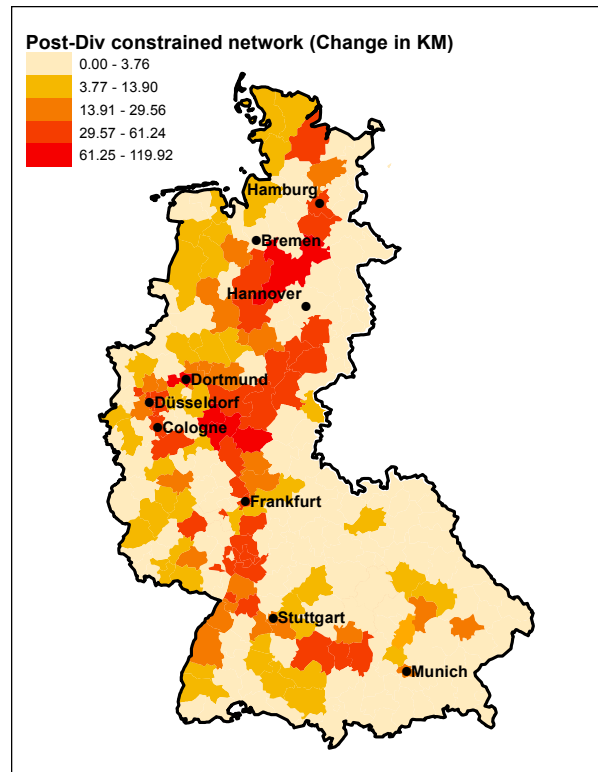 Post-Div constrained network (Change in KM)
0.00 - 3.76
3.77 - 13.90
13.91 - 29.56
29.57 - 61.24
61.25 - 119.92
Hamburg
Bremen
Hannover
Dortmund
Düsseldorf
Cologne
Frankfurt
Stuttgart
Munich